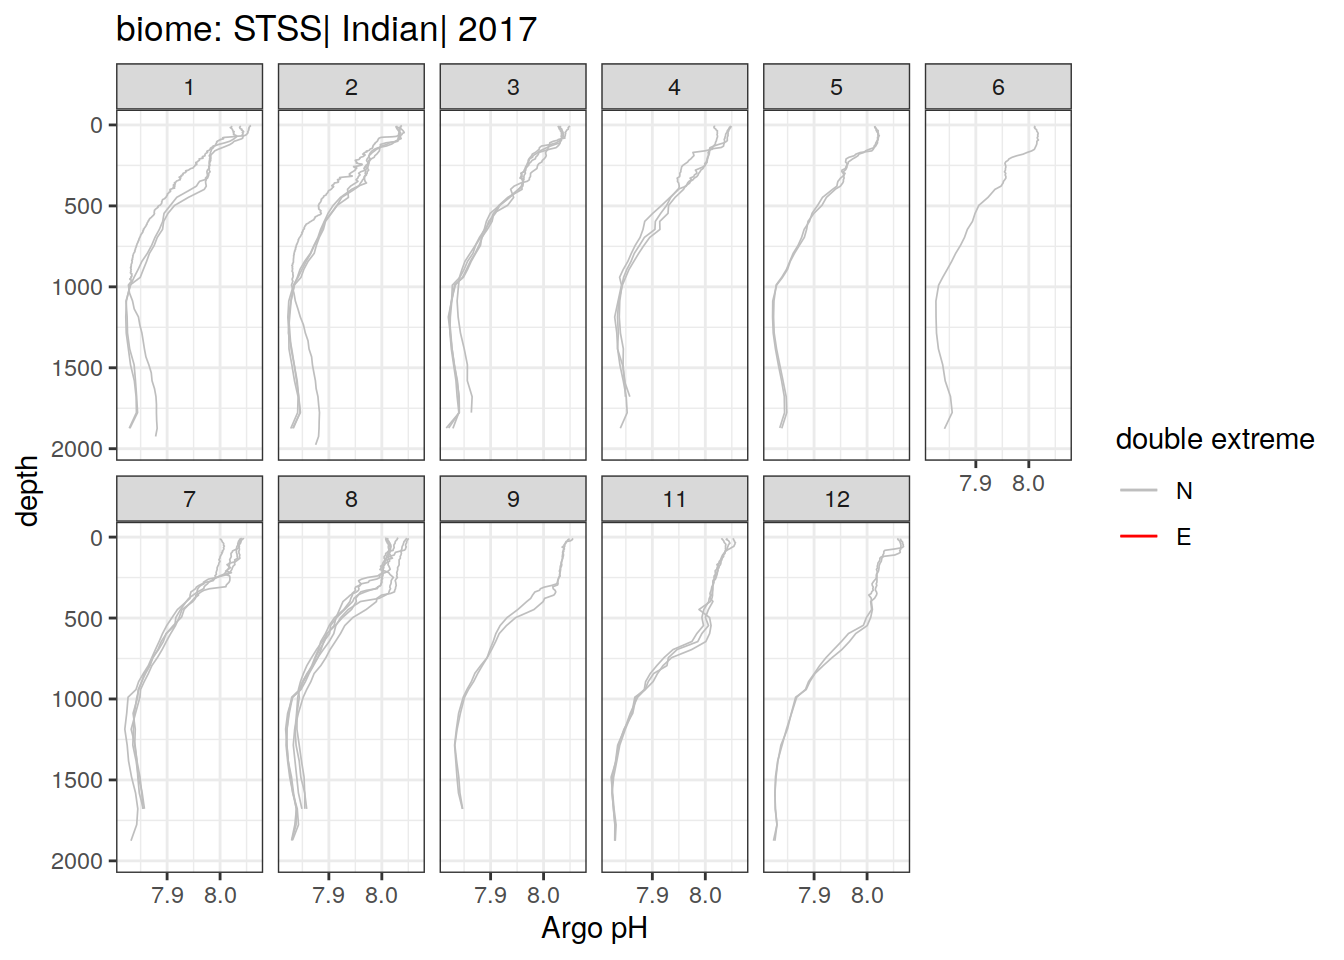 biome: STSS| Indian| 2017
1 2 3 4 5 6
0
500
1000
1500
2000
7.9 8.0
7 8 9 11 12
0
500
1000
1500
2000
7.9 8.0 7.9 8.0 7.9 8.0 7.9 8.0 7.9 8.0
Argo pH
depth
double extreme
N
E